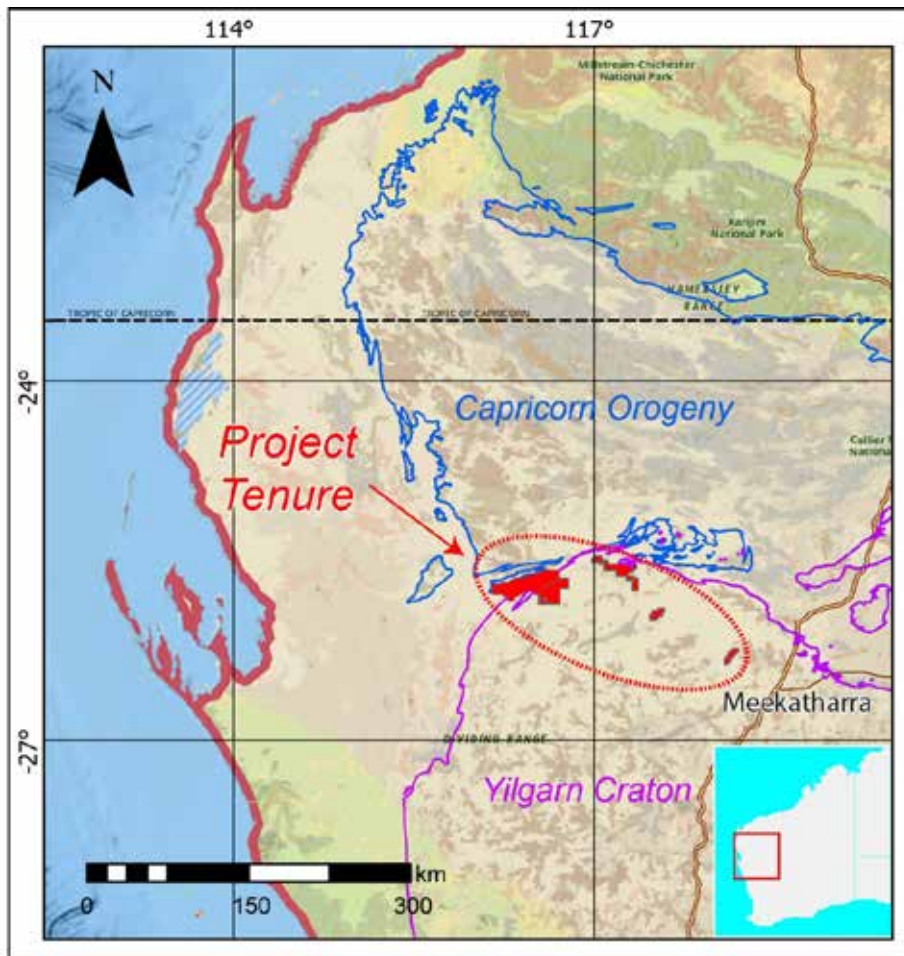 114°
117°
Millstream-Chichester
National Park
N
Karijini
National Park
HAMERSLEY
RANGE
TROPIC OF CAPRICORN
TROPIC OF CAPRICORN
-24°
Capricorn Orogeny
Project
Tenure
Collier
Nationa
Meekatharra
-27°
DIVIDING RANGE
Yilgarn Craton
km
0
150
300